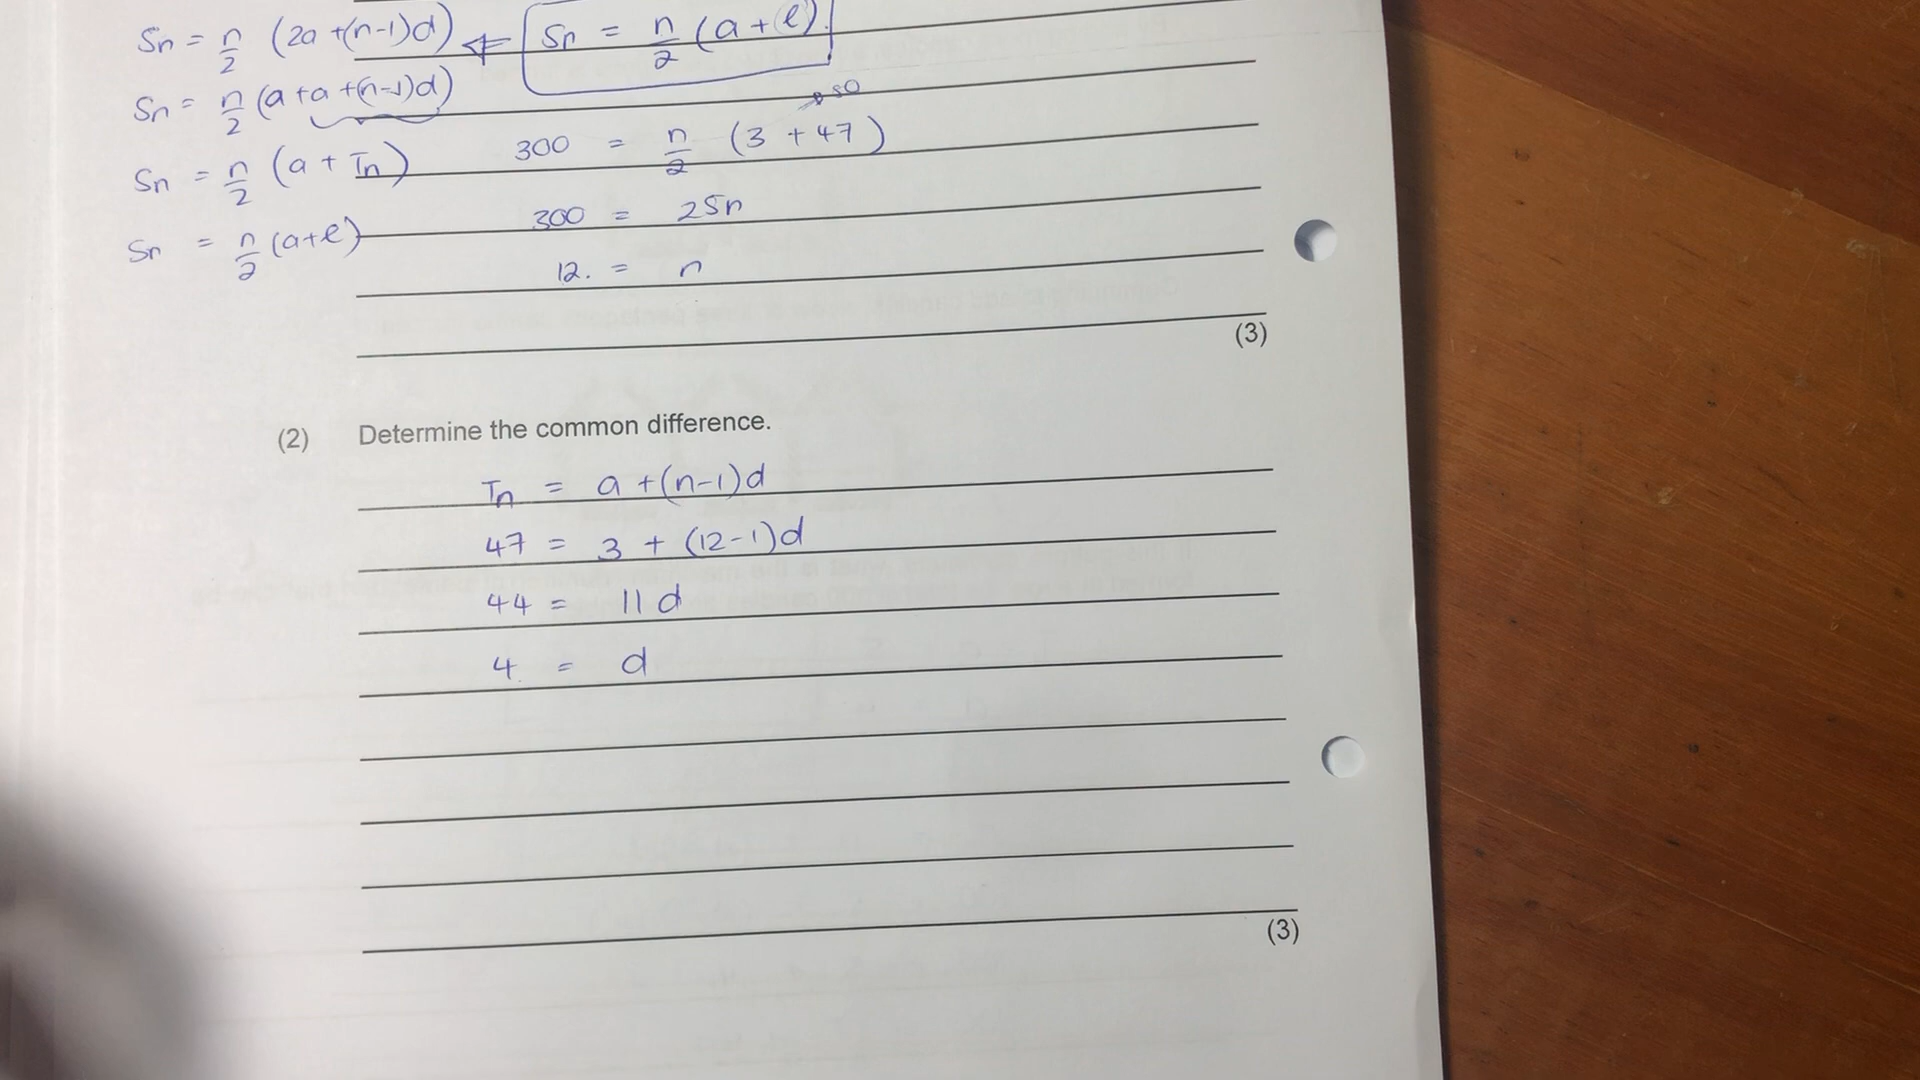 Sn = n/2 (2a + (n-1)d) ← Sn = n/2 (a + l).
Sn = n/2 (a + a + (n-1)d)
50
Sn = n/2 (a + Tn) 300 = n/2 (3 + 47)
300 = 25n
Sn = n/2 (a + l)
12. = n
(3)
(2) Determine the common difference.
Tn = a + (n-1)d
47 = 3 + (12-1)d
44 = 11d
4 = d
(3)